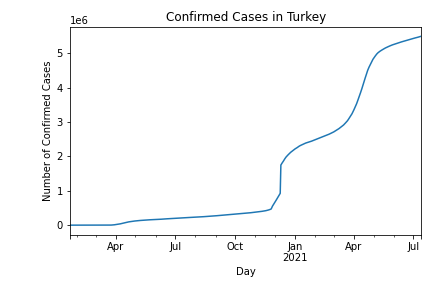 Confirmed Cases in Turkey
1e6
Number of Confirmed Cases
5
4
3
2
1
0
Apr Jul Oct Jan Apr Jul
2021
Day